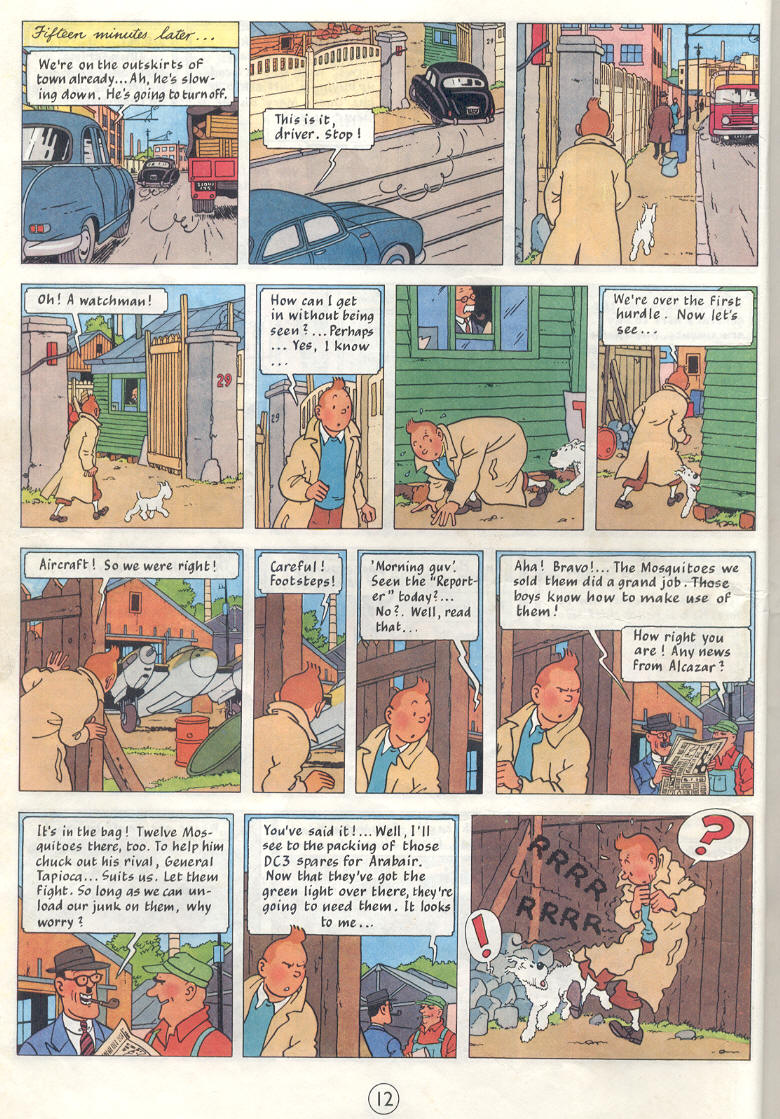 Fifteen minutes later...
We're on the outskirts of
town already... Ah, he's slow-
ing down. He's going to turn off.
This is it,
driver. Stop!
29
Oh! A watchman!
29
How can I get
in without being
seen?... Perhaps
... Yes, I know
...
29
We're over the first
hurdle. Now let's
see...
Aircraft! So we were right!
Careful!
Footsteps!
'Morning guv'.
Seen the "Report-
er" today?...
No?. Well, read
that...
Aha! Bravo!... The Mosquitoes we
sold them did a grand job. Those
boys know how to make use of
them!
How right you
are! Any news
from Alcazar?
It's in the bag! Twelve Mos-
quitoes there, too. To help him
chuck out his rival, General
Tapioca... Suits us. Let them
fight. So long as we can un-
load our junk on them, why
worry?
You've said it!... Well, I'll
see to the packing of those
DC3 spares for Arabair.
Now that they've got the
green light over there, they're
going to need them. It looks
to me...
RRRR
RRRR
?
!
12